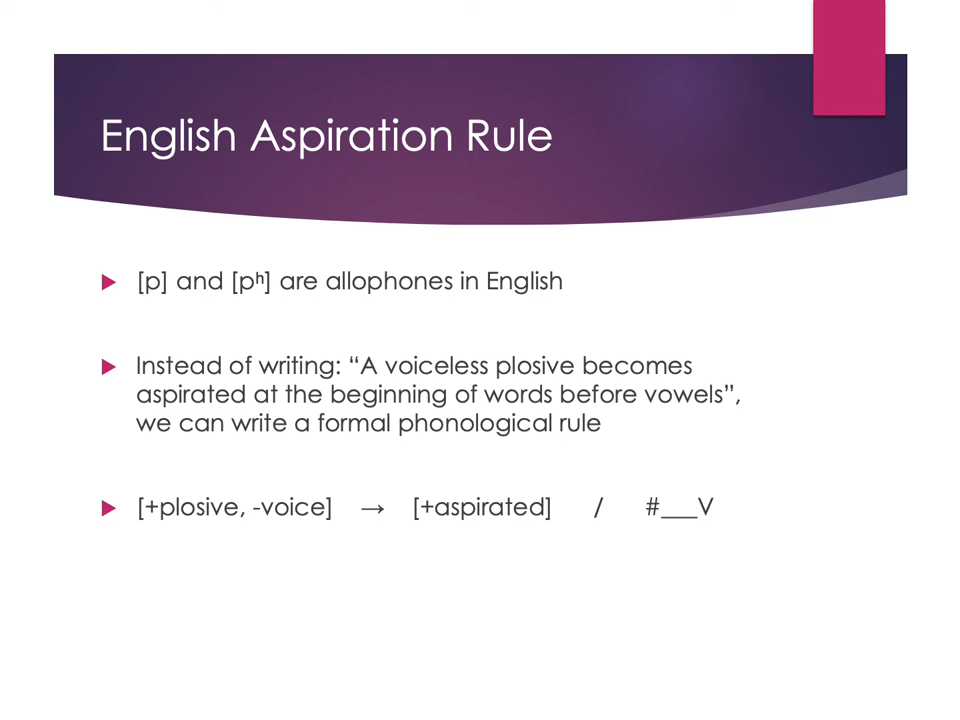 English Aspiration Rule
[p] and [pʰ] are allophones in English
Instead of writing: “A voiceless plosive becomes
aspirated at the beginning of words before vowels”,
we can write a formal phonological rule
[+plosive, -voice] → [+aspirated] / #___V